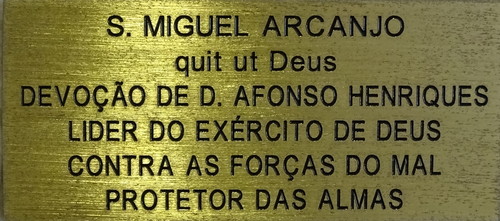 S. MIGUEL ARCANJO
quit ut Deus
DEVOÇÃO DE D. AFONSO HENRIQUES
LIDER DO EXÉRCITO DE DEUS
CONTRA AS FORÇAS DO MAL
PROTETOR DAS ALMAS